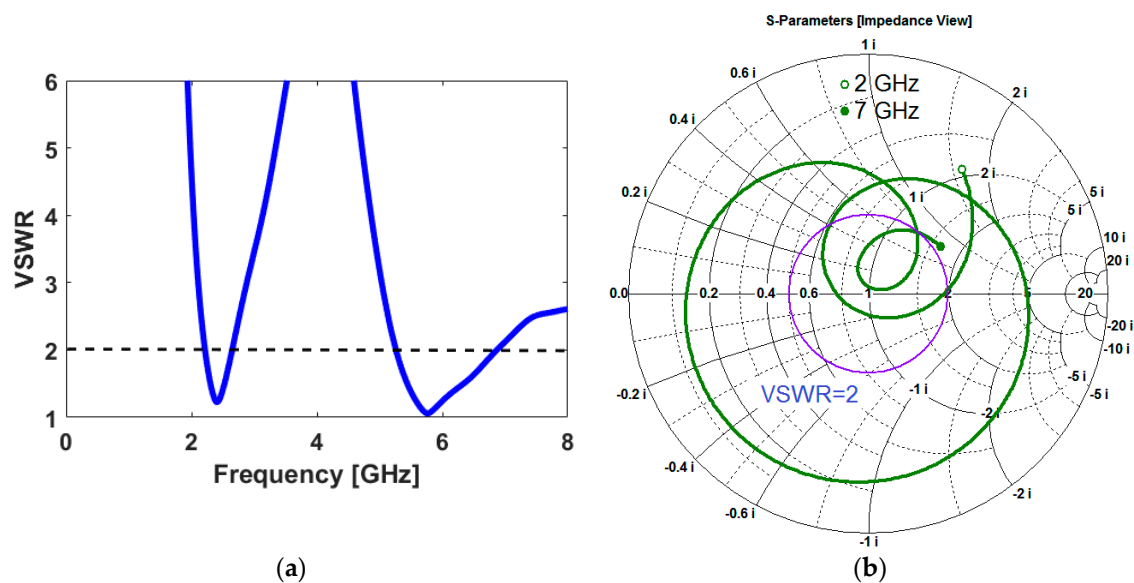 S-Parameters [Impedance View]
6
5
4
3
2
1
VSWR
0
2
4
6
8
Frequency [GHz]
(a)
1 i
0.6 i
2 i
2 GHz
7 GHz
0.4 i
0.2 i
1 i
2 i
5 i
5 i
10 i
20 i
0.0
0.2
0.4
0.6
1
2
5
20
-20 i
-10 i
-5 i
-5 i
-0.2 i
VSWR=2
-1 i
-2 i
-0.4 i
-0.6 i
-2 i
-1 i
(b)